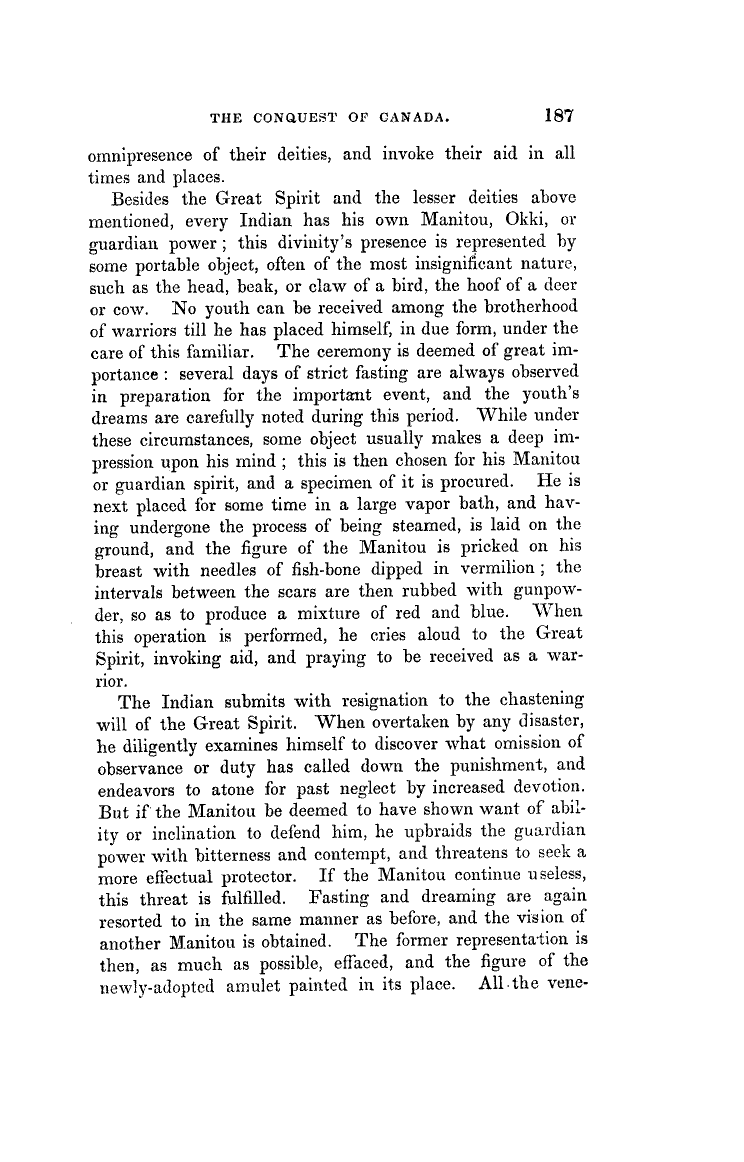 THE CONQUEST OF CANADA. 187
omnipresence of their deities, and invoke their aid in all
times and places.
Besides the Great Spirit and the lesser deities above
mentioned, every Indian has his own Manitou, Okki, or
guardian power ; this divinity's presence is represented by
some portable object, often of the most insignificant nature,
such as the head, beak, or claw of a bird, the hoof of a deer
or cow. No youth can be received among the brotherhood
of warriors till he has placed himself, in due form, under the
care of this familiar. The ceremony is deemed of great im-
portance : several days of strict fasting are always observed
in preparation for the important event, and the youth's
dreams are carefully noted during this period. While under
these circumstances, some object usually makes a deep im-
pression upon his mind ; this is then chosen for his Manitou
or guardian spirit, and a specimen of it is procured. He is
next placed for some time in a large vapor bath, and hav-
ing undergone the process of being steamed, is laid on the
ground, and the figure of the Manitou is pricked on his
breast with needles of fish-bone dipped in vermilion ; the
intervals between the scars are then rubbed with gunpow-
der, so as to produce a mixture of red and blue. When
this operation is performed, he cries aloud to the Great
Spirit, invoking aid, and praying to be received as a war-
rior.
The Indian submits with resignation to the chastening
will of the Great Spirit. When overtaken by any disaster,
he diligently examines himself to discover what omission of
observance or duty has called down the punishment, and
endeavors to atone for past neglect by increased devotion.
But if the Manitou be deemed to have shown want of abil-
ity or inclination to defend him, he upbraids the guardian
power with bitterness and contempt, and threatens to seek a
more effectual protector. If the Manitou continue useless,
this threat is fulfilled. Fasting and dreaming are again
resorted to in the same manner as before, and the vision of
another Manitou is obtained. The former representation is
then, as much as possible, effaced, and the figure of the
newly-adopted amulet painted in its place. All the vene-